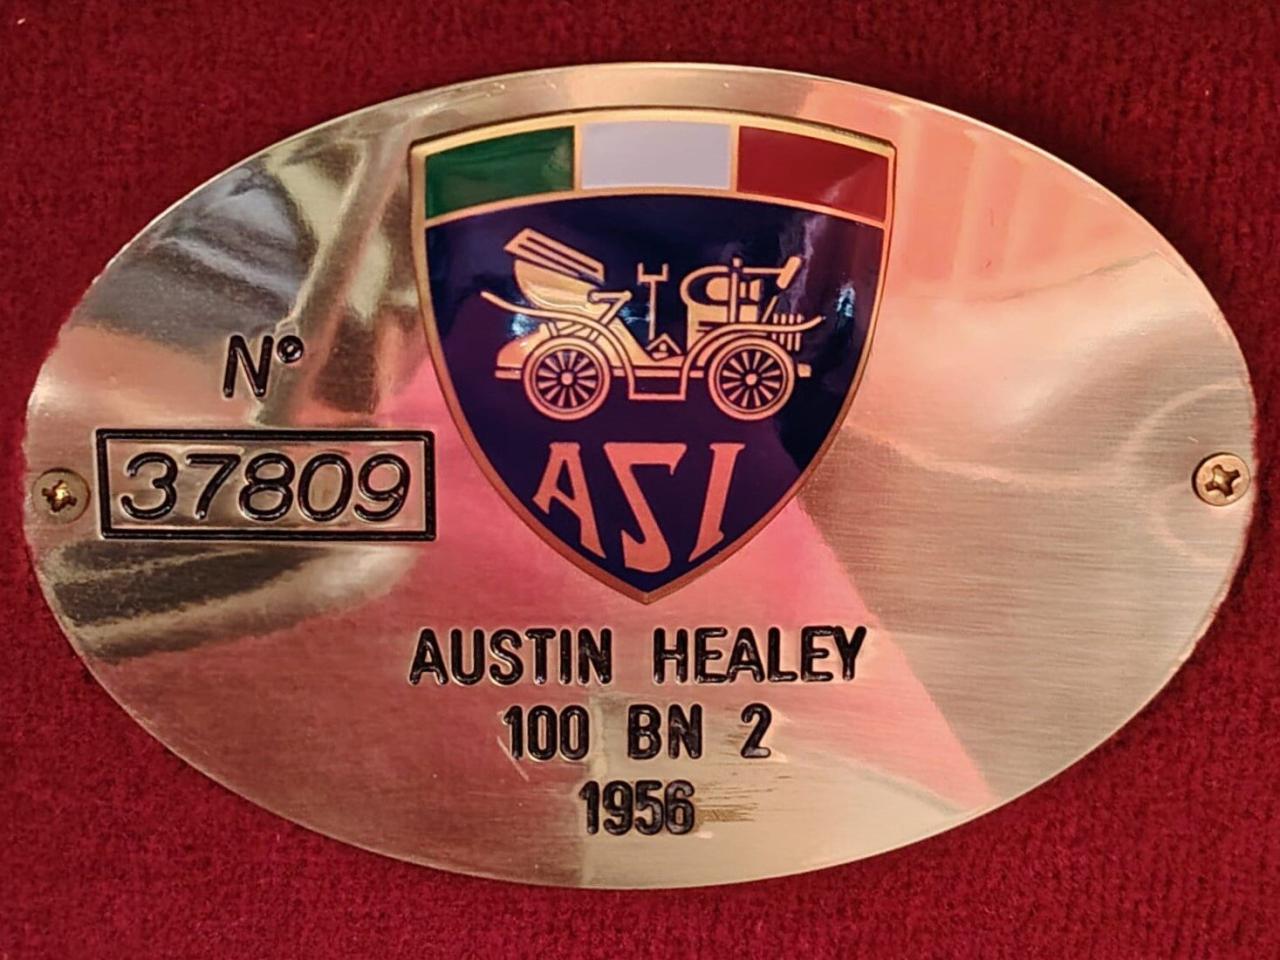 N°
37809
ASI
AUSTIN HEALEY
100 BN 2
1956